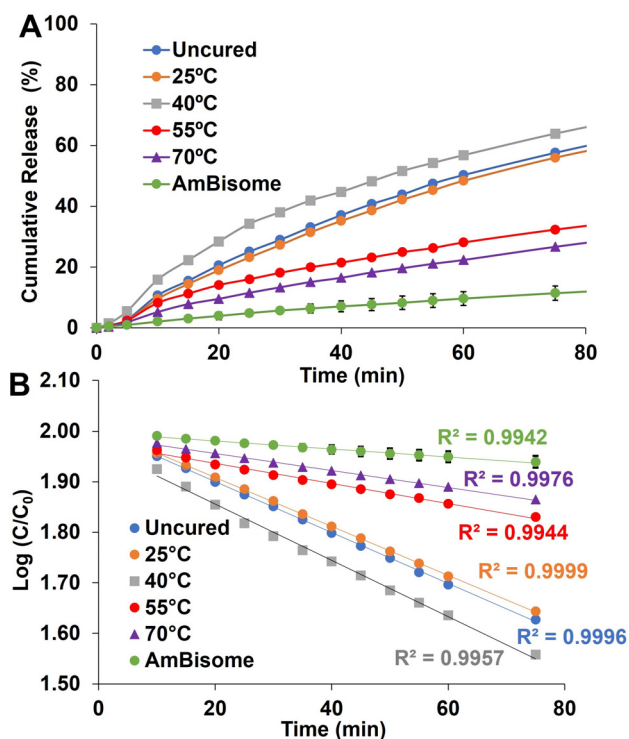 A
100
80
60
40
20
0
Cumulative Release (%)
Uncured
25ºC
40ºC
55ºC
70ºC
AmBisome
0 20 40 60 80
Time (min)
B
2.10
2.00
1.90
1.80
1.70
1.60
1.50
Log (C/C₀)
R² = 0.9942
R² = 0.9976
R² = 0.9944
R² = 0.9999
R² = 0.9996
R² = 0.9957
Uncured
25°C
40°C
55°C
70°C
AmBisome
0 20 40 60 80
Time (min)